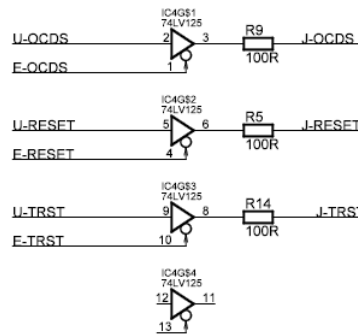 IC4G$1
74LV125
U-OCDS 2 3 R9 J-OCDS
E-OCDS 1 100R
IC4G$2
74LV125
U-RESET 5 6 R5 J-RESET
E-RESET 4 100R
IC4G$3
74LV125
U-TRST 9 8 R14 J-TRST
E-TRST 10 100R
IC4G$4
74LV125
12 11
13